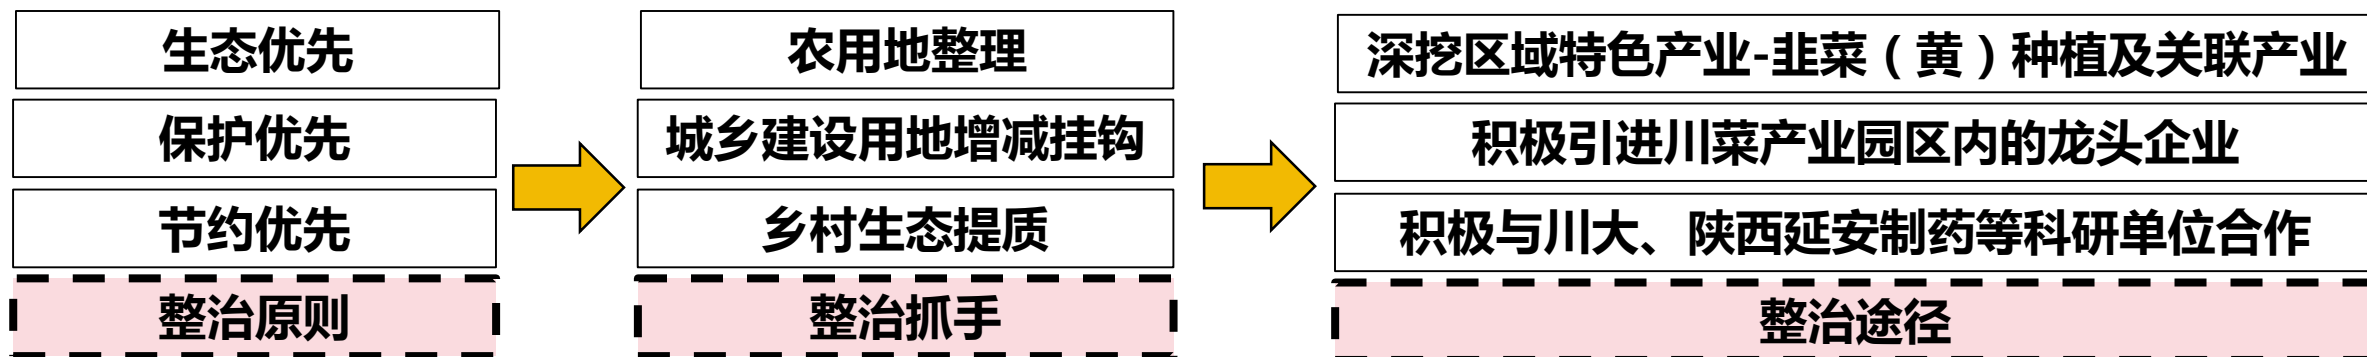 生态优先
保护优先
节约优先
整治原则
农用地整理
城乡建设用地增减挂钩
乡村生态提质
整治抓手
深挖区域特色产业-韭菜（黄）种植及关联产业
积极引进川菜产业园区内的龙头企业
积极与川大、陕西延安制药等科研单位合作
整治途径